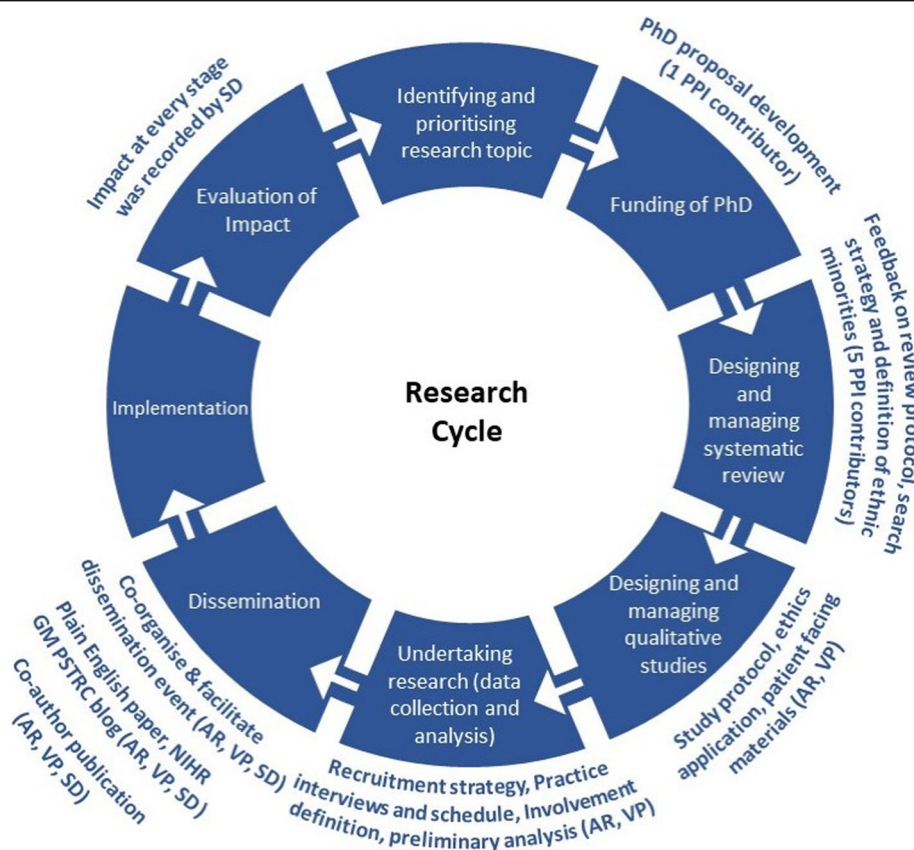 Research
Cycle
Identifying and
prioritising
research topic
PhD proposal development
(1 PPI contributor)
Funding of PhD
Feedback on review protocol, search
strategy and definition of ethnic
minorities (5 PPI contributors)
Designing
and
managing
systematic
review
Study protocol, ethics
application, patient facing
materials (AR, VP)
Designing and
managing
qualitative
studies
Undertaking
research (data
collection and
analysis)
Recruitment strategy, Practice
interviews and schedule, Involvement
definition, preliminary analysis (AR, VP)
Dissemination
Co-organise & facilitate
dissemination event (AR, VP, SD)
Plain English paper, NIHR
GM PSTRC blog (AR, VP, SD)
Co-author publication
(AR, VP, SD)
Implementation
Evaluation of
Impact
Impact at every stage
was recorded by SD